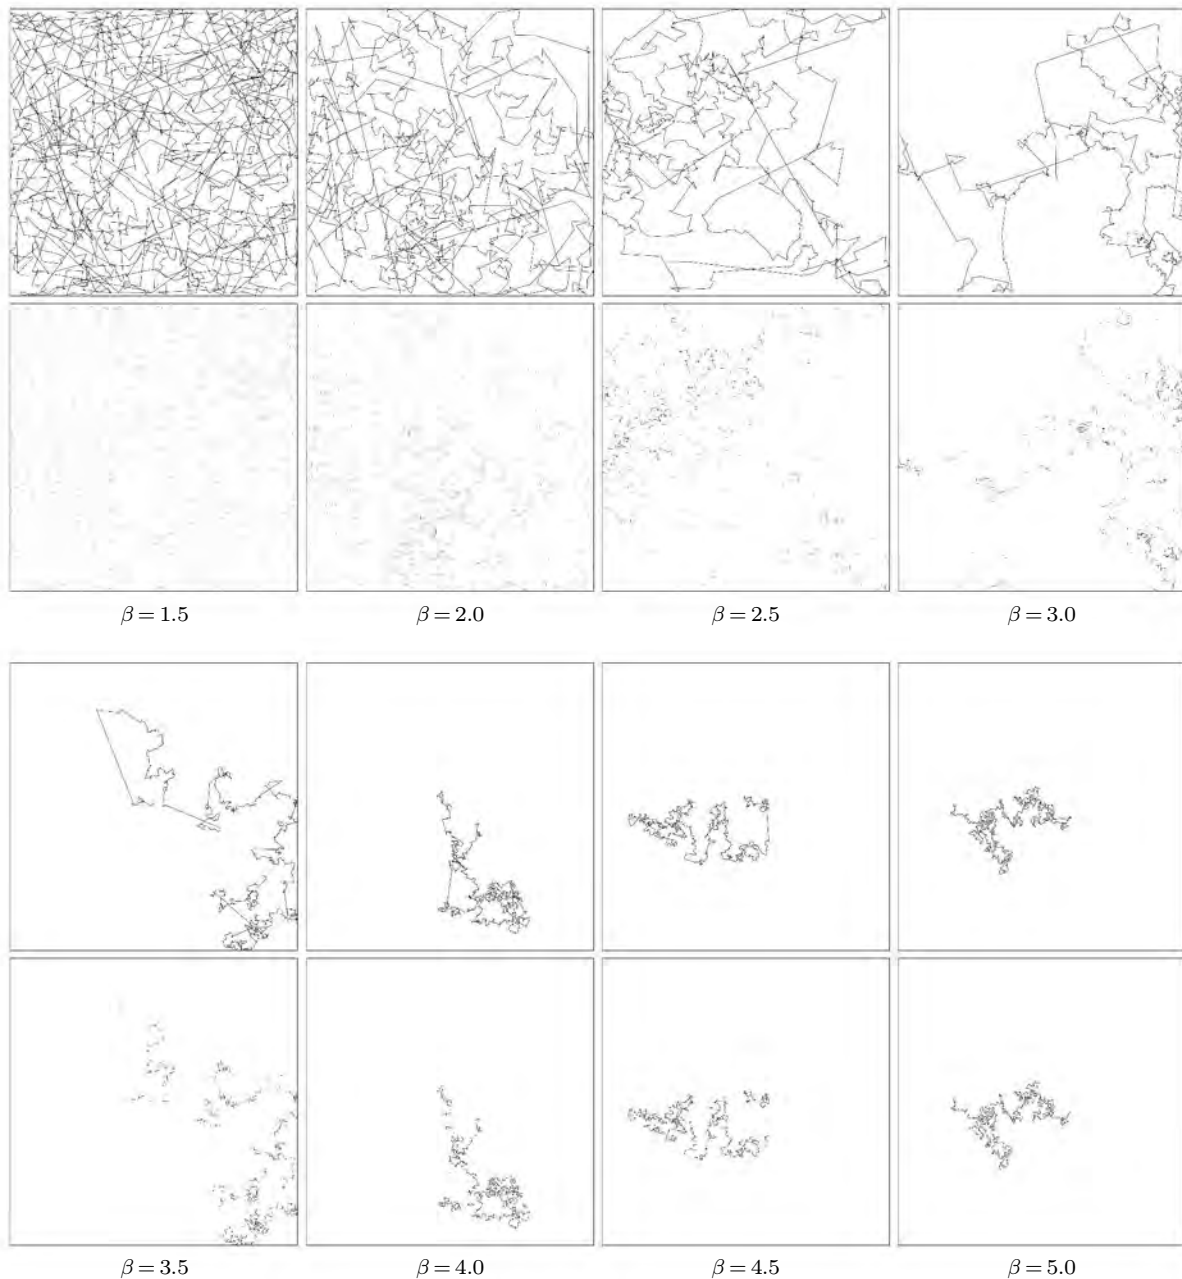 β = 1.5 β = 2.0 β = 2.5 β = 3.0
β = 3.5 β = 4.0 β = 4.5 β = 5.0